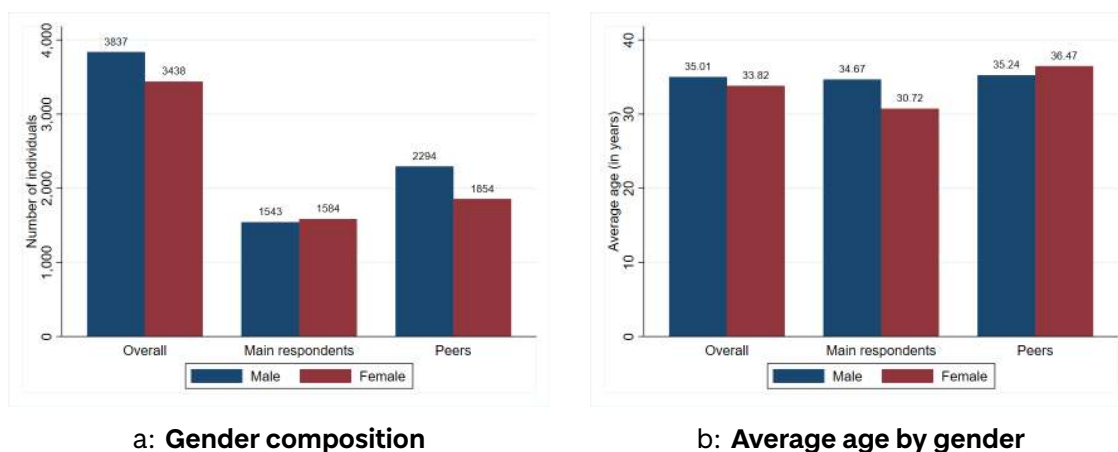 Number of individuals
4,000
3,000
2,000
1,000
0
3837
3438
1543
1584
2294
1854
Overall
Main respondents
Peers
Male
Female
a: Gender composition
Average age (in years)
40
30
20
10
0
35.01
33.82
34.67
30.72
35.24
36.47
Overall
Main respondents
Peers
Male
Female
b: Average age by gender